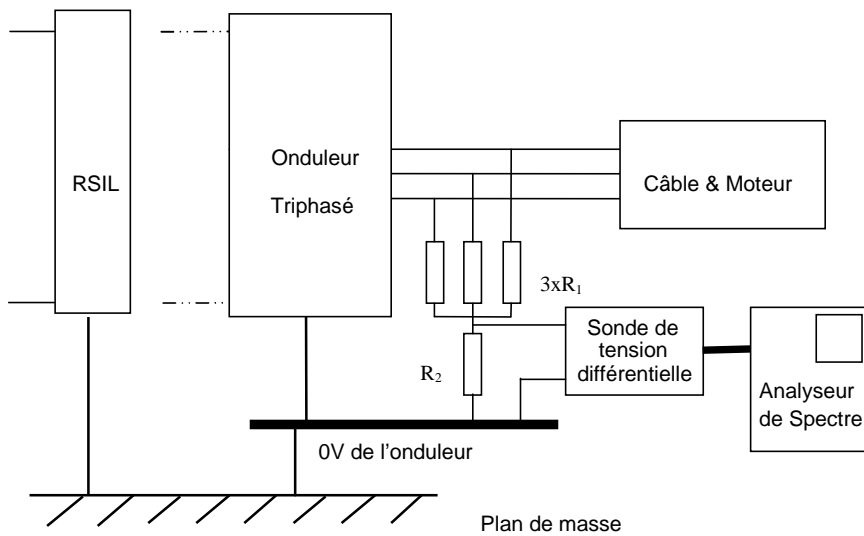 RSIL
Onduleur
Triphasé
Câble & Moteur
3xR₁
R₂
Sonde de
tension
différentielle
Analyseur
de Spectre
0V de l'onduleur
Plan de masse